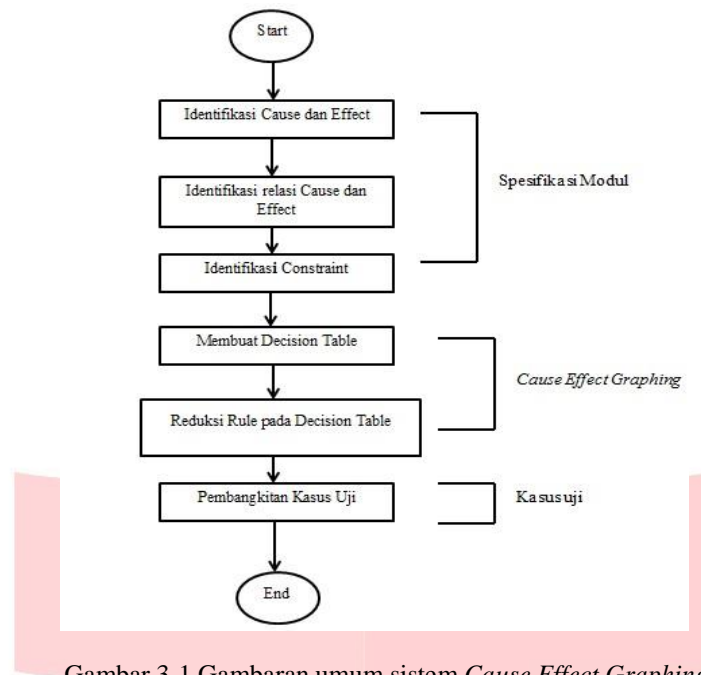 Start
Identifikasi Cause dan Effect
Identifikasi relasi Cause dan
Effect
Identifikasi Constraint
Spesifikasi Modul
Membuat Decision Table
Reduksi Rule pada Decision Table
Cause Effect Graphing
Pembangkitan Kasus Uji
Kasus uji
End
Gambar 3-1 Gambaran umum sistem Cause Effect Graphing